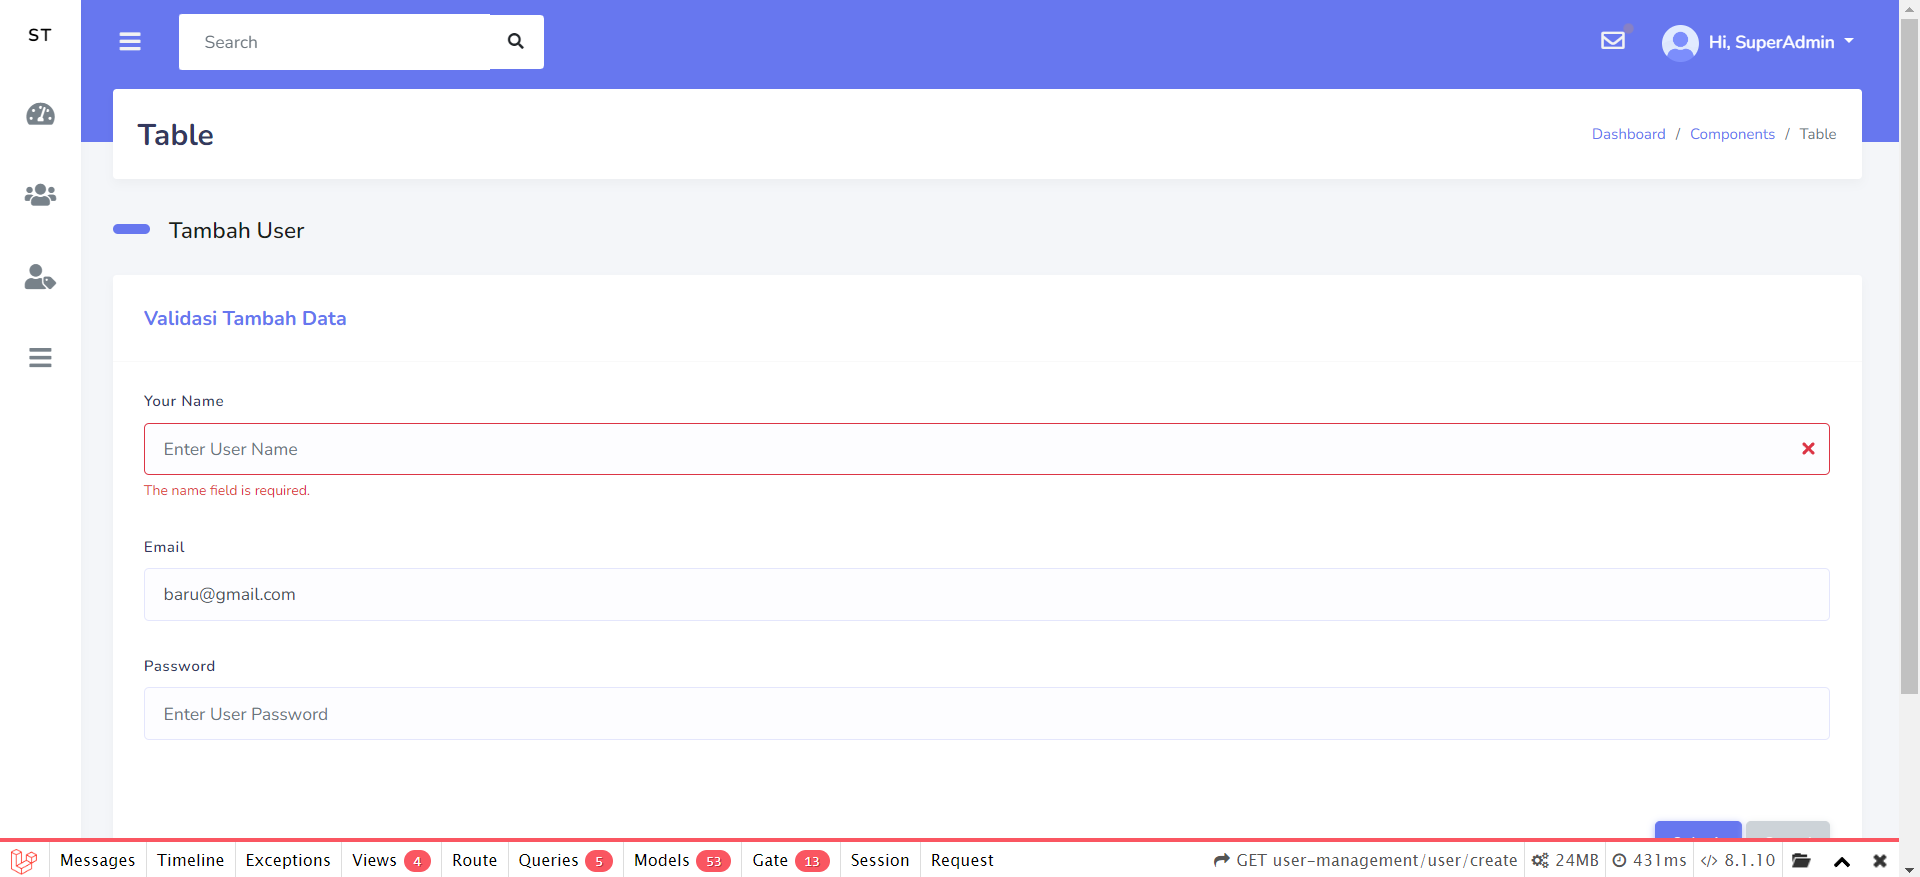 ST
Search
Hi, SuperAdmin
Table
Dashboard / Components / Table
Tambah User
Validasi Tambah Data
Your Name
Enter User Name
The name field is required.
Email
baru@gmail.com
Password
Enter User Password
Messages Timeline Exceptions Views 4 Route Queries 5 Models 53 Gate 13 Session Request GET user-management/user/create 24MB 431ms </> 8.1.10